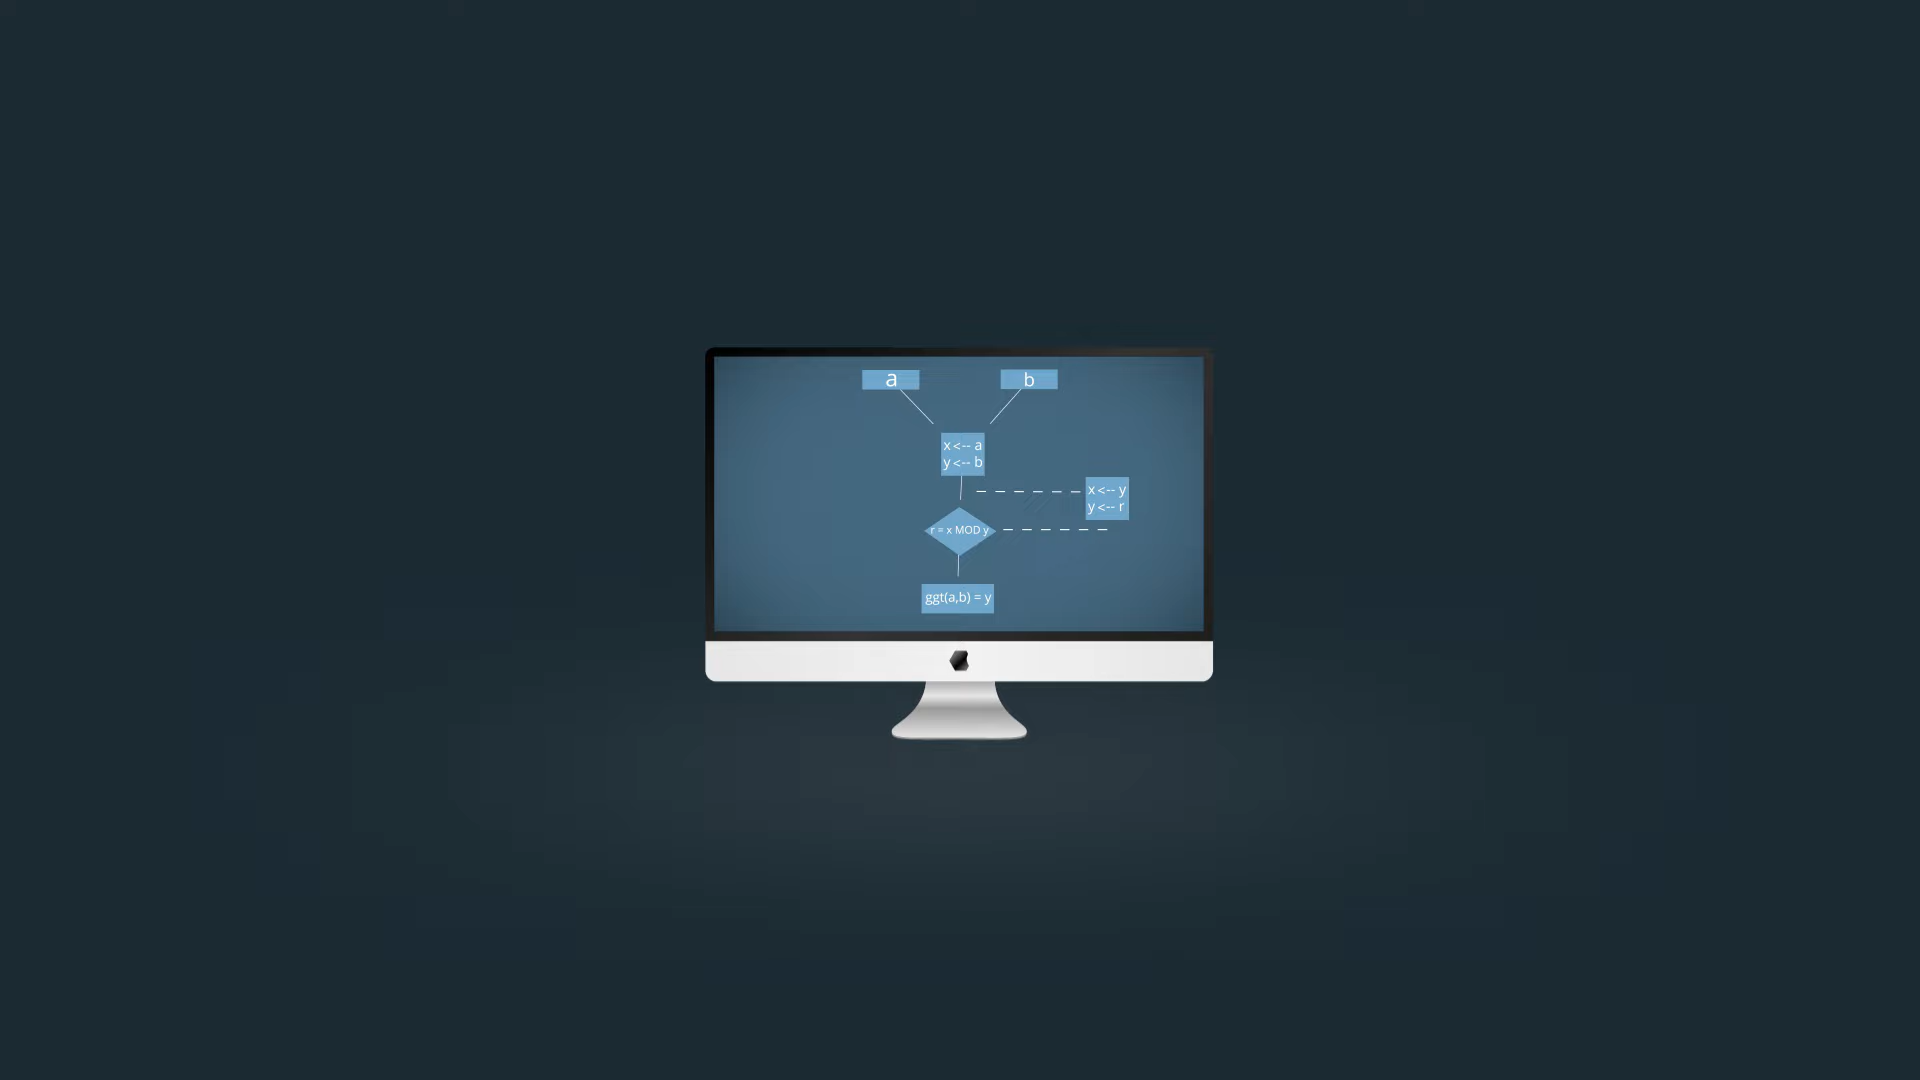 a
b
x <-- a
y <-- b
x <-- y
y <-- r
r = x MOD y
ggt(a,b) = y